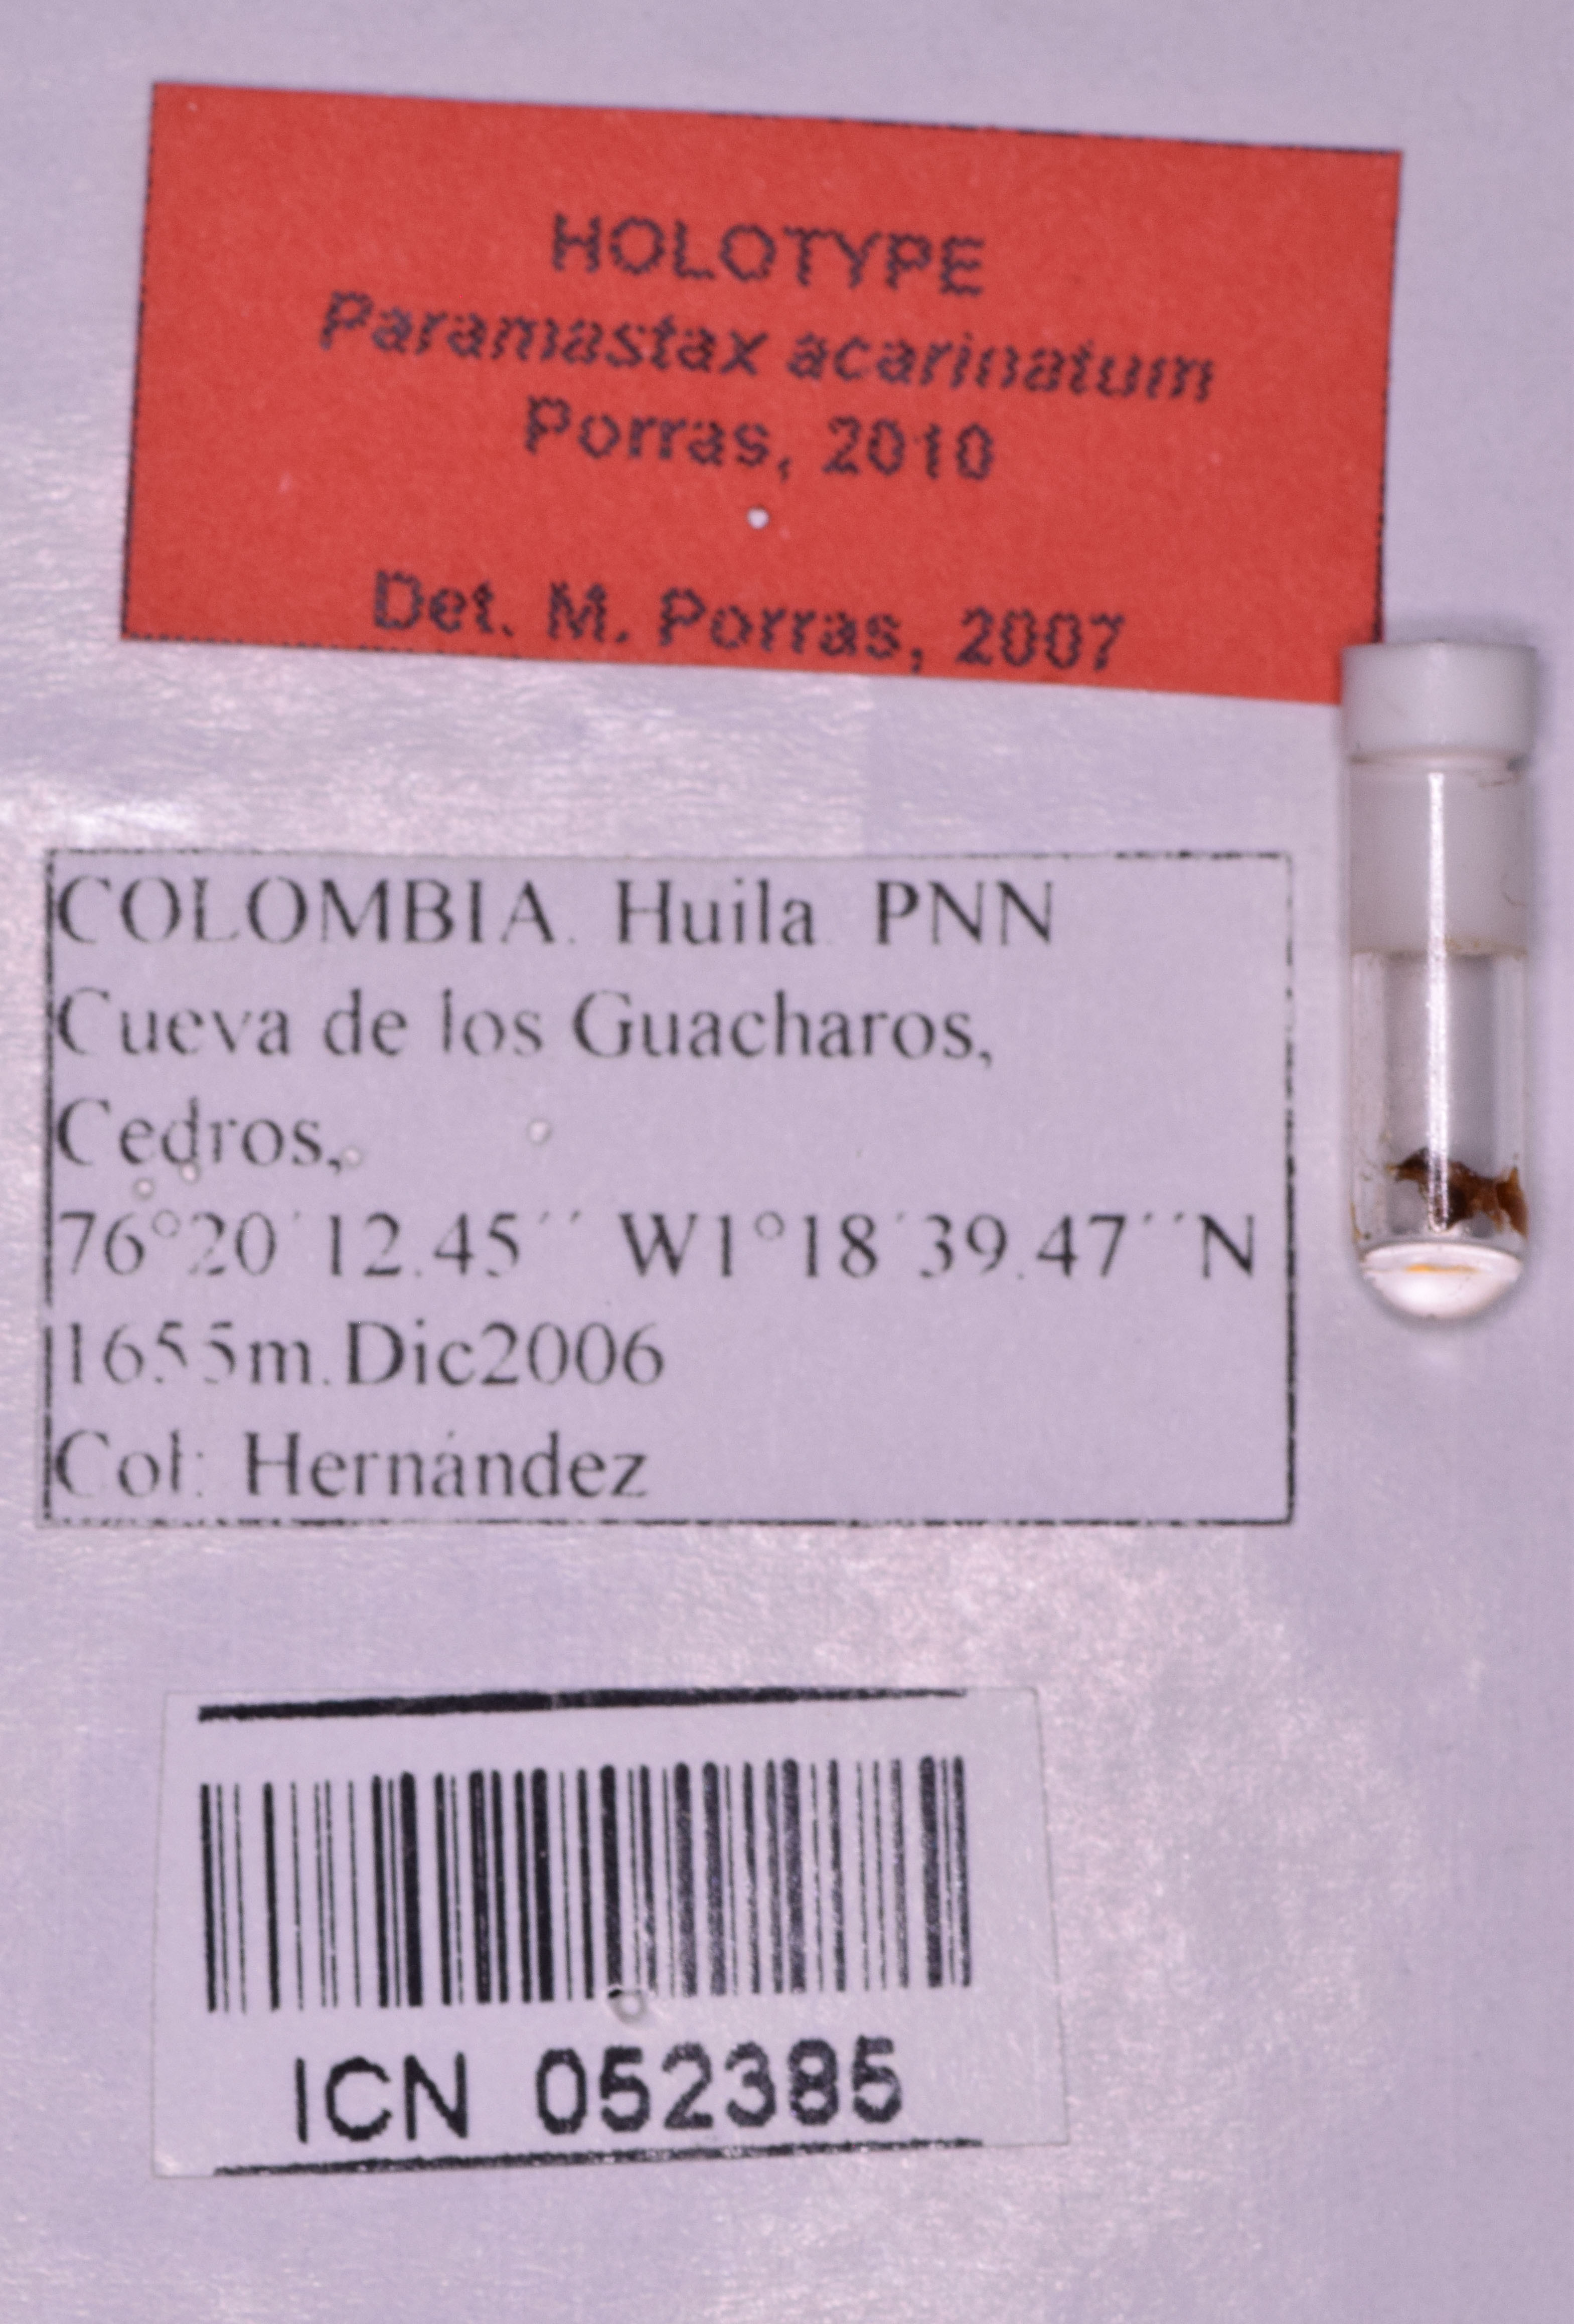 HOLOTYPE
Paramastax acarinatum
Porras, 2010
Det. M. Porras, 2007
COLOMBIA. Huila. PNN
Cueva de los Guacharos,
Cedros,
76°20´12.45´´ W1°18´39.47´´N
1655m.Dic2006
Col: Hernández
ICN 052385